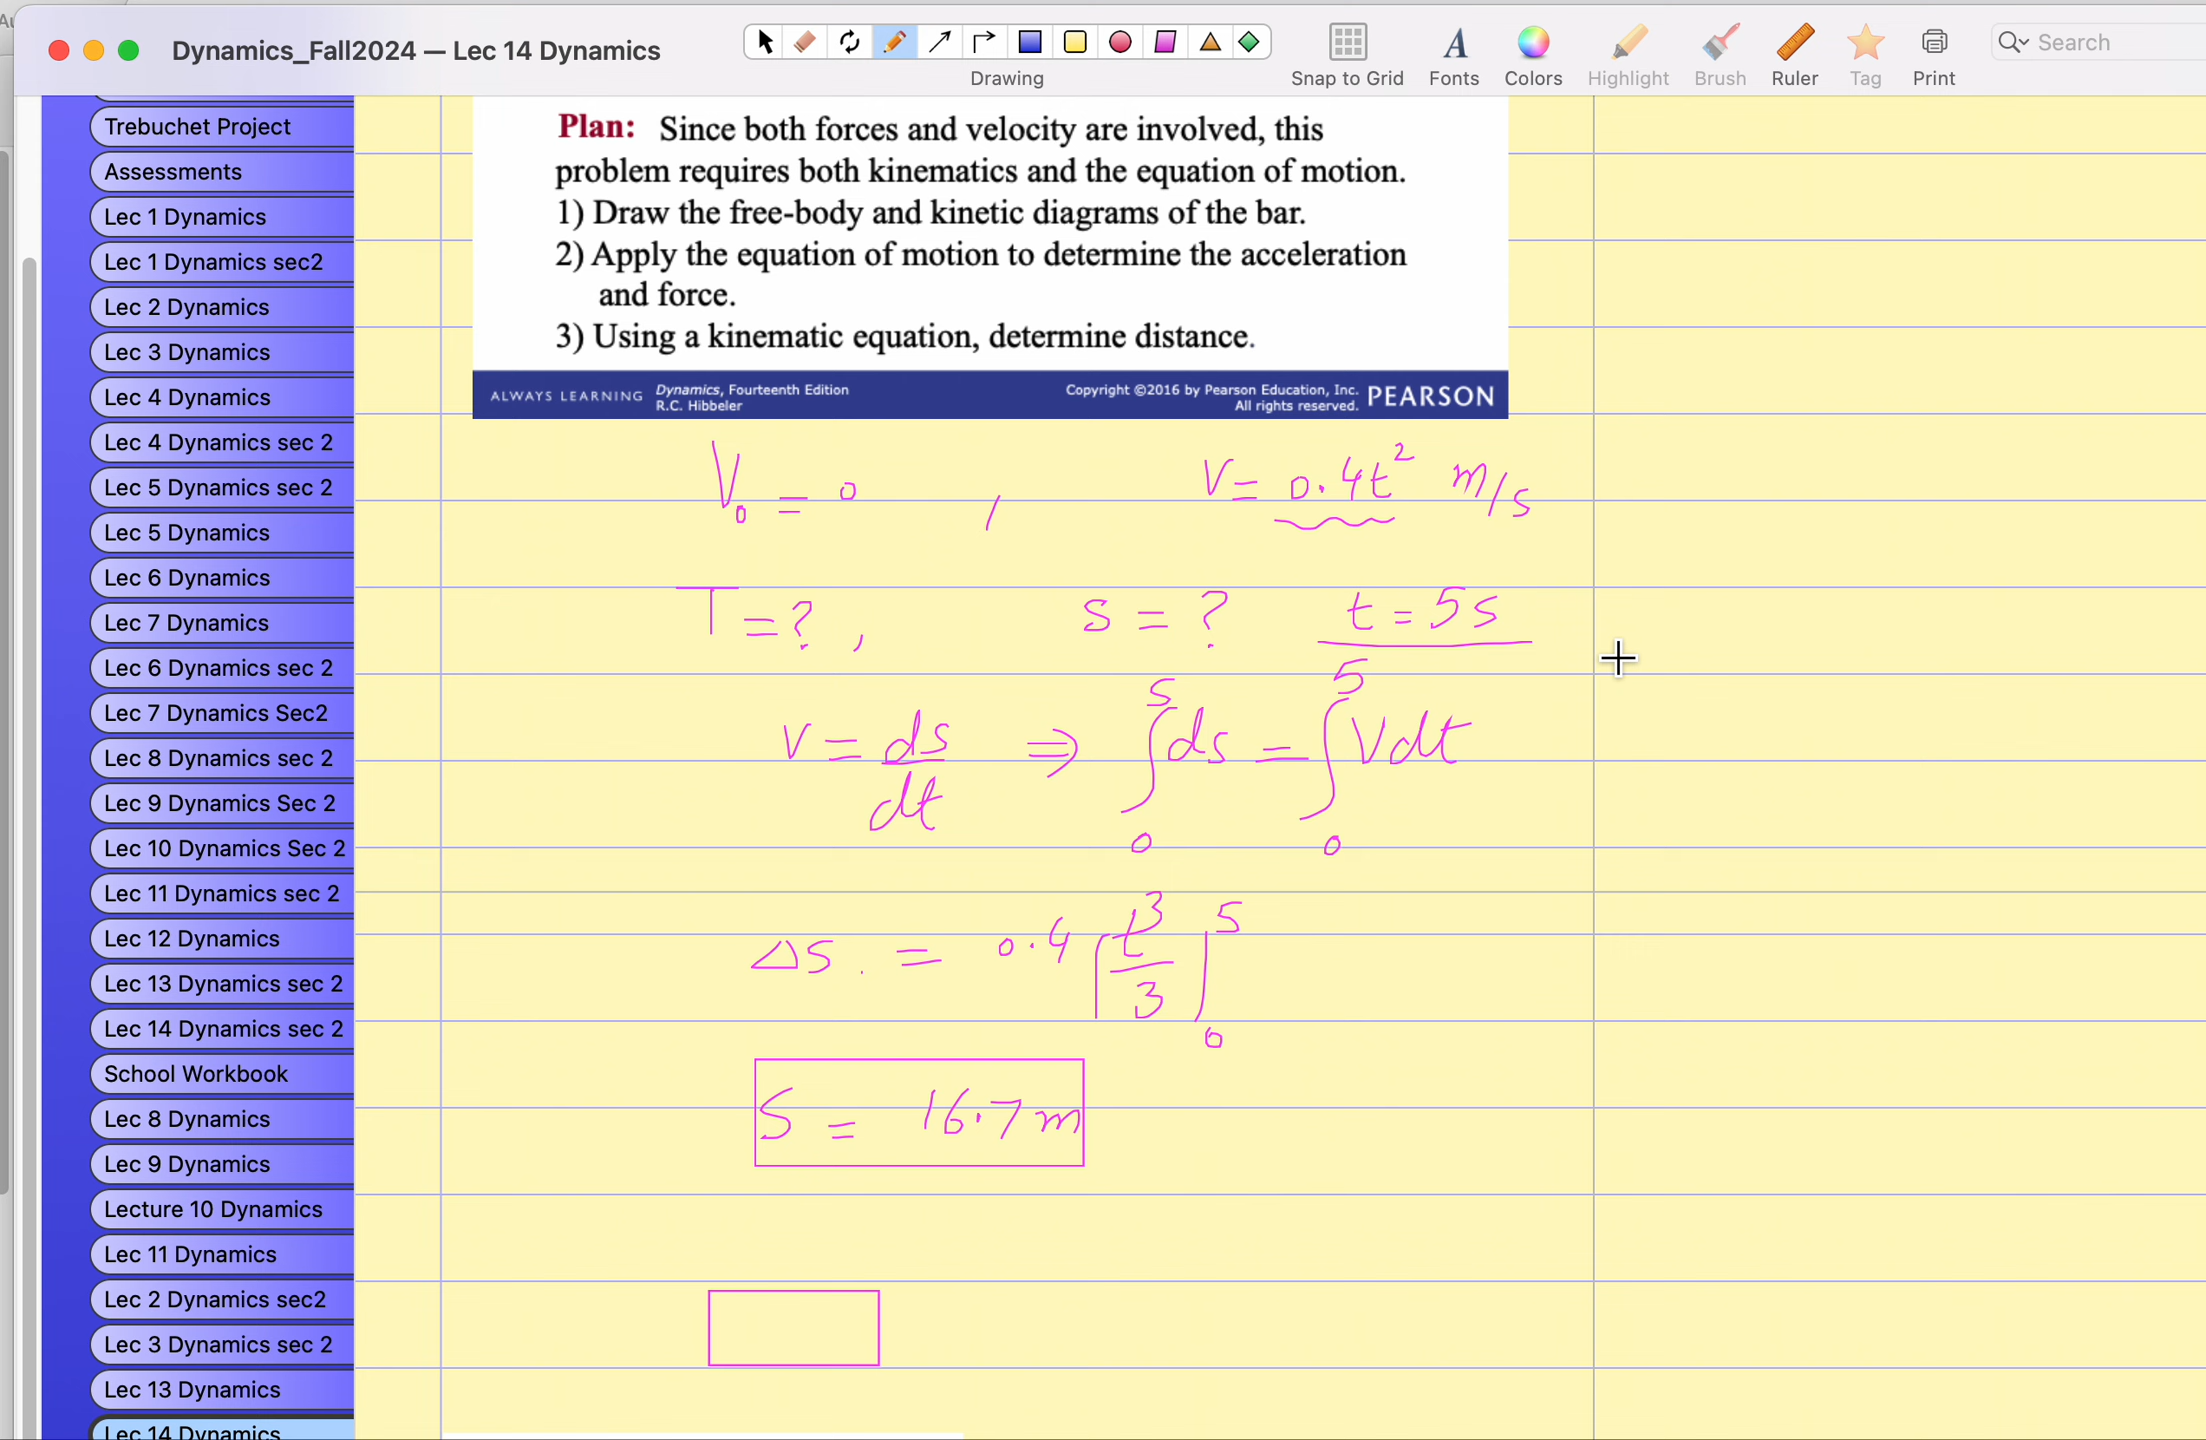 Dynamics_Fall2024 — Lec 14 Dynamics
Drawing
Snap to Grid
Fonts
Colors
Highlight
Brush
Ruler
Tag
Print
Search
Trebuchet Project
Assessments
Lec 1 Dynamics
Lec 1 Dynamics sec2
Lec 2 Dynamics
Lec 3 Dynamics
Lec 4 Dynamics
Lec 4 Dynamics sec 2
Lec 5 Dynamics sec 2
Lec 5 Dynamics
Lec 6 Dynamics
Lec 7 Dynamics
Lec 6 Dynamics sec 2
Lec 7 Dynamics Sec2
Lec 8 Dynamics sec 2
Lec 9 Dynamics Sec 2
Lec 10 Dynamics Sec 2
Lec 11 Dynamics sec 2
Lec 12 Dynamics
Lec 13 Dynamics sec 2
Lec 14 Dynamics sec 2
School Workbook
Lec 8 Dynamics
Lec 9 Dynamics
Lecture 10 Dynamics
Lec 11 Dynamics
Lec 2 Dynamics sec2
Lec 3 Dynamics sec 2
Lec 13 Dynamics
Lec 14 Dynamics
Plan: Since both forces and velocity are involved, this
problem requires both kinematics and the equation of motion.
1) Draw the free-body and kinetic diagrams of the bar.
2) Apply the equation of motion to determine the acceleration
and force.
3) Using a kinematic equation, determine distance.
ALWAYS LEARNING
Dynamics, Fourteenth Edition
R.C. Hibbeler
Copyright ©2016 by Pearson Education, Inc.
All rights reserved.
PEARSON
V₀ = 0 , V = 0.4t² m/s
T = ? , s = ? t = 5s
v = ds/dt ⇒ ∫₀ˢ ds = ∫₀⁵ V dt
Δs. = 0.4 [t³/3]₀⁵
S = 16.7 m